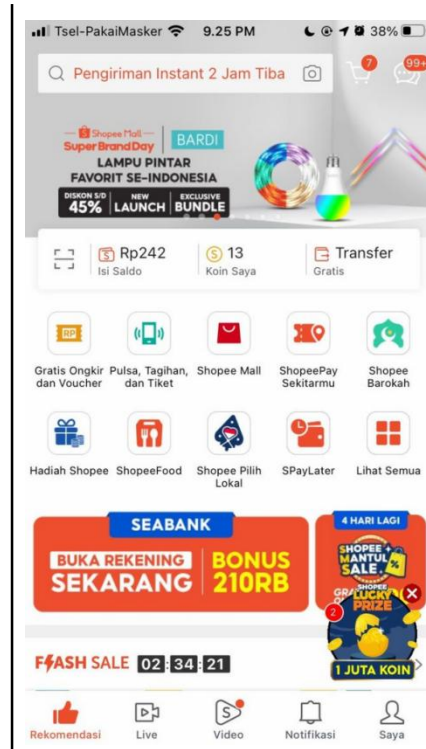 Tsel-PakaiMasker 9.25 PM 38%
Pengiriman Instant 2 Jam Tiba 7 99+
Shopee Mall
Super Brand Day BARDI
LAMPU PINTAR
FAVORIT SE-INDONESIA
DISKON S/D 45% NEW LAUNCH EXCLUSIVE BUNDLE
Rp242 13 Transfer
Isi Saldo Koin Saya Gratis
Gratis Ongkir dan Voucher
Pulsa, Tagihan, dan Tiket
Shopee Mall
ShopeePay Sekitarmu
Shopee Barokah
Hadiah Shopee
ShopeeFood
Shopee Pilih Lokal
SPayLater
Lihat Semua
SEABANK
BUKA REKENING SEKARANG
BONUS 210RB
4 HARI LAGI
SHOPEE
MANTUL
SALE
SHOPEE
LUCKY
PRIZE
2
1 JUTA KOIN
FLASH SALE 02 : 34 : 21
Rekomendasi Live Video Notifikasi Saya